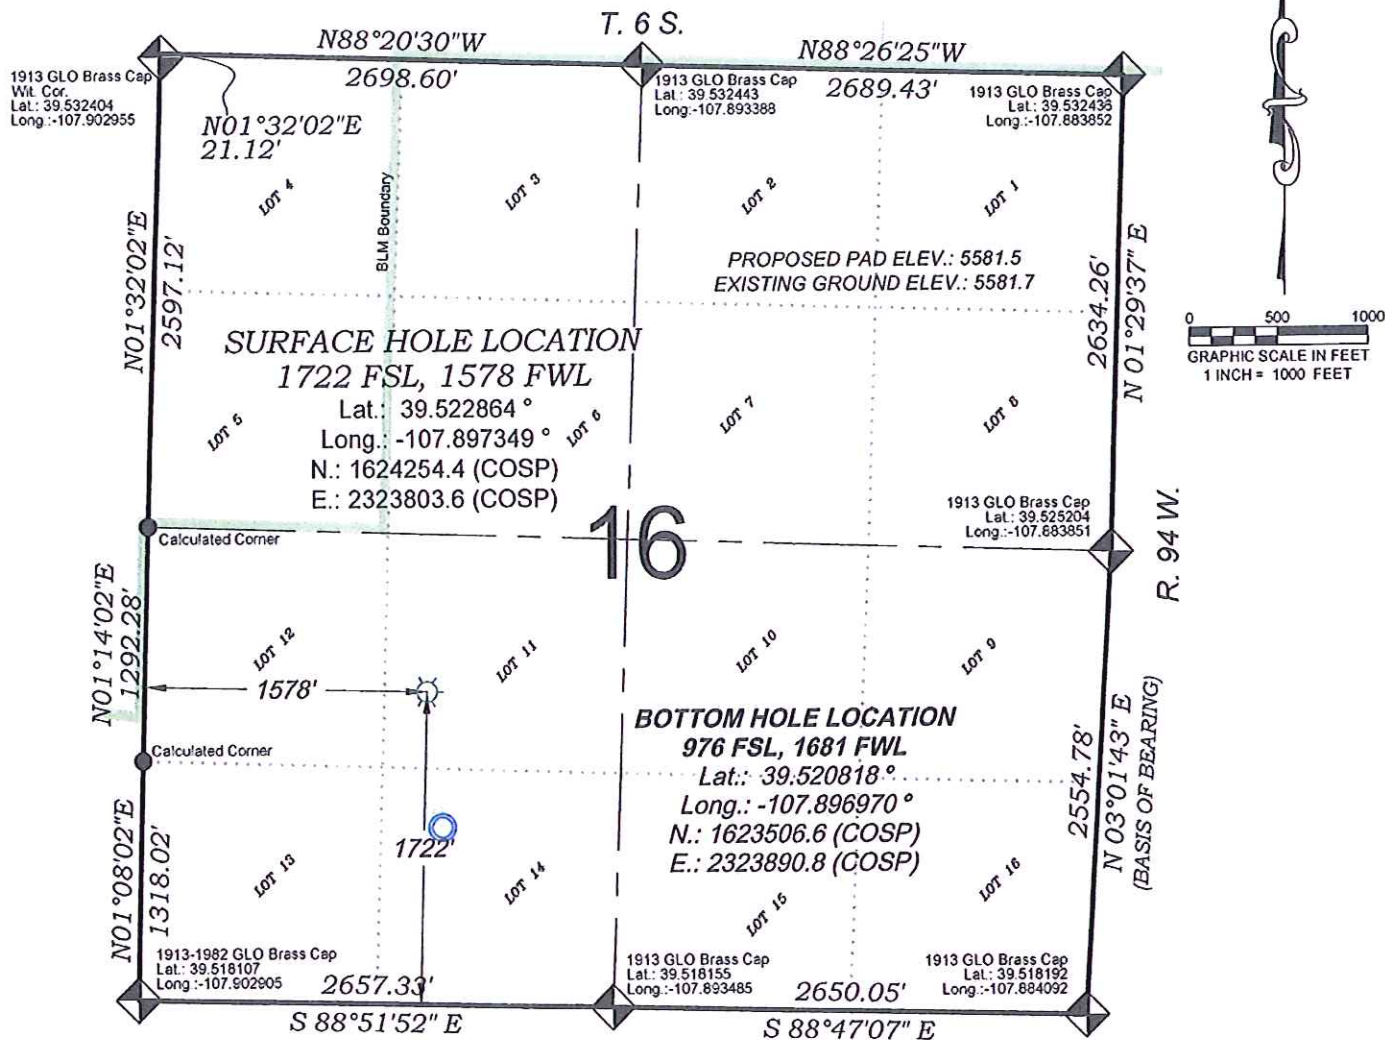 T. 6 S.
N88°20'30"W
N88°26'25"W
2698.60'
2689.43'
1913 GLO Brass Cap
Wit. Cor.
Lat.: 39.532404
Long.:-107.902955
1913 GLO Brass Cap
Lat.: 39.532443
Long.:-107.893388
1913 GLO Brass Cap
Lat.: 39.532436
Long.:-107.883852
N01°32'02"E
21.12'
LOT 4
LOT 3
LOT 2
LOT 1
BLM Boundary
N01°32'02"E
2597.12'
PROPOSED PAD ELEV.: 5581.5
EXISTING GROUND ELEV.: 5581.7
2634.26'
N 01°29'37" E
0 500 1000
GRAPHIC SCALE IN FEET
1 INCH = 1000 FEET
SURFACE HOLE LOCATION
1722 FSL, 1578 FWL
Lat.: 39.522864 °
Long.: -107.897349 °
N.: 1624254.4 (COSP)
E.: 2323803.6 (COSP)
LOT 5
LOT 6
LOT 7
LOT 8
1913 GLO Brass Cap
Lat.: 39.525204
Long.:-107.883851
16
R. 94 W.
Calculated Corner
N01°14'02"E
1292.28'
LOT 12
LOT 11
LOT 10
LOT 9
1578'
BOTTOM HOLE LOCATION
976 FSL, 1681 FWL
Lat.: 39.520818 °
Long.: -107.896970 °
N.: 1623506.6 (COSP)
E.: 2323890.8 (COSP)
Calculated Corner
2554.78'
N 03°01'43" E
(BASIS OF BEARING)
1722'
N01°08'02"E
1318.02'
LOT 13
LOT 14
LOT 15
LOT 16
1913-1982 GLO Brass Cap
Lat.: 39.518107
Long.:-107.902905
1913 GLO Brass Cap
Lat.: 39.518155
Long.:-107.893485
1913 GLO Brass Cap
Lat.: 39.518192
Long.:-107.884092
2657.33'
2650.05'
S 88°51'52" E
S 88°47'07" E